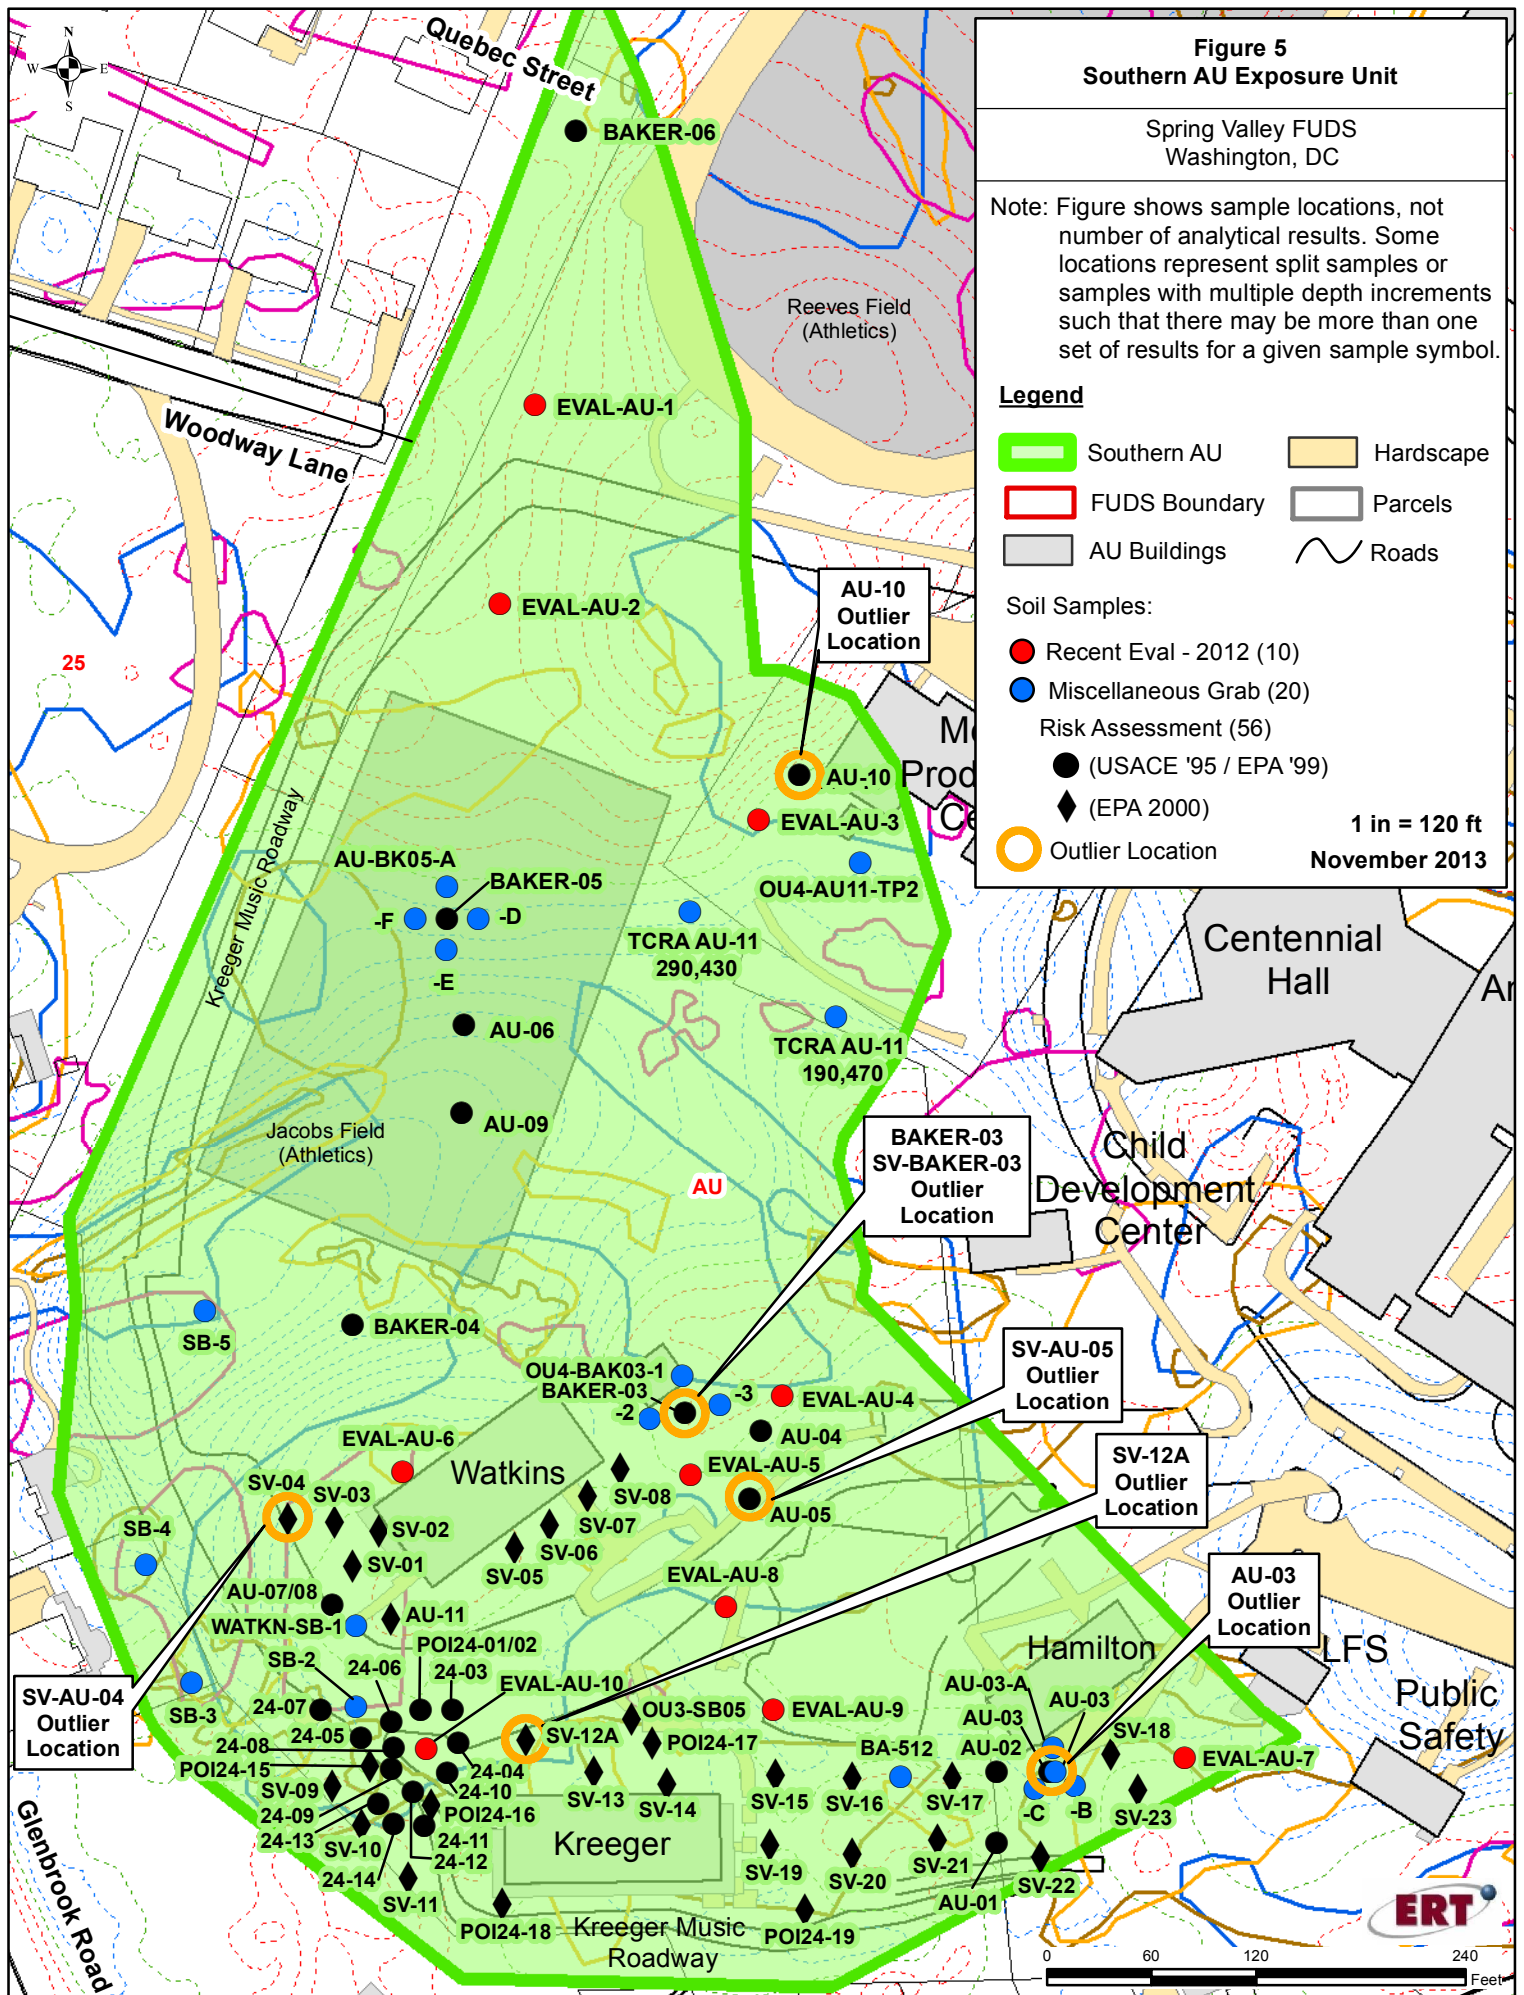 Figure 5
Southern AU Exposure Unit
Spring Valley FUDS
Washington, DC
Note: Figure shows sample locations, not
number of analytical results. Some
locations represent split samples or
samples with multiple depth increments
such that there may be more than one
set of results for a given sample symbol.
Legend
Southern AU
Hardscape
FUDS Boundary
Parcels
AU Buildings
Roads
Soil Samples:
Recent Eval - 2012 (10)
Miscellaneous Grab (20)
Risk Assessment (56)
(USACE '95 / EPA '99)
(EPA 2000)
Outlier Location
1 in = 120 ft
November 2013
N
W
E
S
Quebec Street
BAKER-06
Reeves Field
(Athletics)
EVAL-AU-1
Woodway Lane
EVAL-AU-2
25
AU-10
Outlier
Location
M
Prod
Ce
AU-10
EVAL-AU-3
OU4-AU11-TP2
Kreeger Music Roadway
AU-BK05-A
BAKER-05
-F
-D
-E
TCRA AU-11
290,430
AU-06
TCRA AU-11
190,470
AU-09
Jacobs Field
(Athletics)
AU
Centennial
Hall
Ar
BAKER-03
SV-BAKER-03
Outlier
Location
Child
Development
Center
SB-5
BAKER-04
OU4-BAK03-1
BAKER-03
-2
-3
EVAL-AU-4
AU-04
SV-AU-05
Outlier
Location
EVAL-AU-6
Watkins
EVAL-AU-5
AU-05
SV-12A
Outlier
Location
SV-04
SV-03
SV-02
SV-01
SV-08
SV-07
SV-06
SV-05
SB-4
AU-07/08
WATKN-SB-1
AU-11
EVAL-AU-8
AU-03
Outlier
Location
POI24-01/02
SB-2
24-06
24-03
EVAL-AU-10
Hamilton
LFS
Public
Safety
SV-AU-04
Outlier
Location
SB-3
24-07
24-05
24-08
POI24-15
SV-09
24-09
24-13
SV-10
24-14
SV-11
24-04
24-10
POI24-16
24-11
24-12
SV-12A
OU3-SB05
POI24-17
EVAL-AU-9
AU-03-A
AU-03
AU-03
SV-18
EVAL-AU-7
BA-512
AU-02
SV-13
SV-14
SV-15
SV-16
SV-17
-C
-B
SV-23
Kreeger
SV-19
SV-20
SV-21
AU-01
SV-22
POI24-18
Kreeger Music
Roadway
POI24-19
Glenbrook Road
ERT
0
60
120
240
Feet